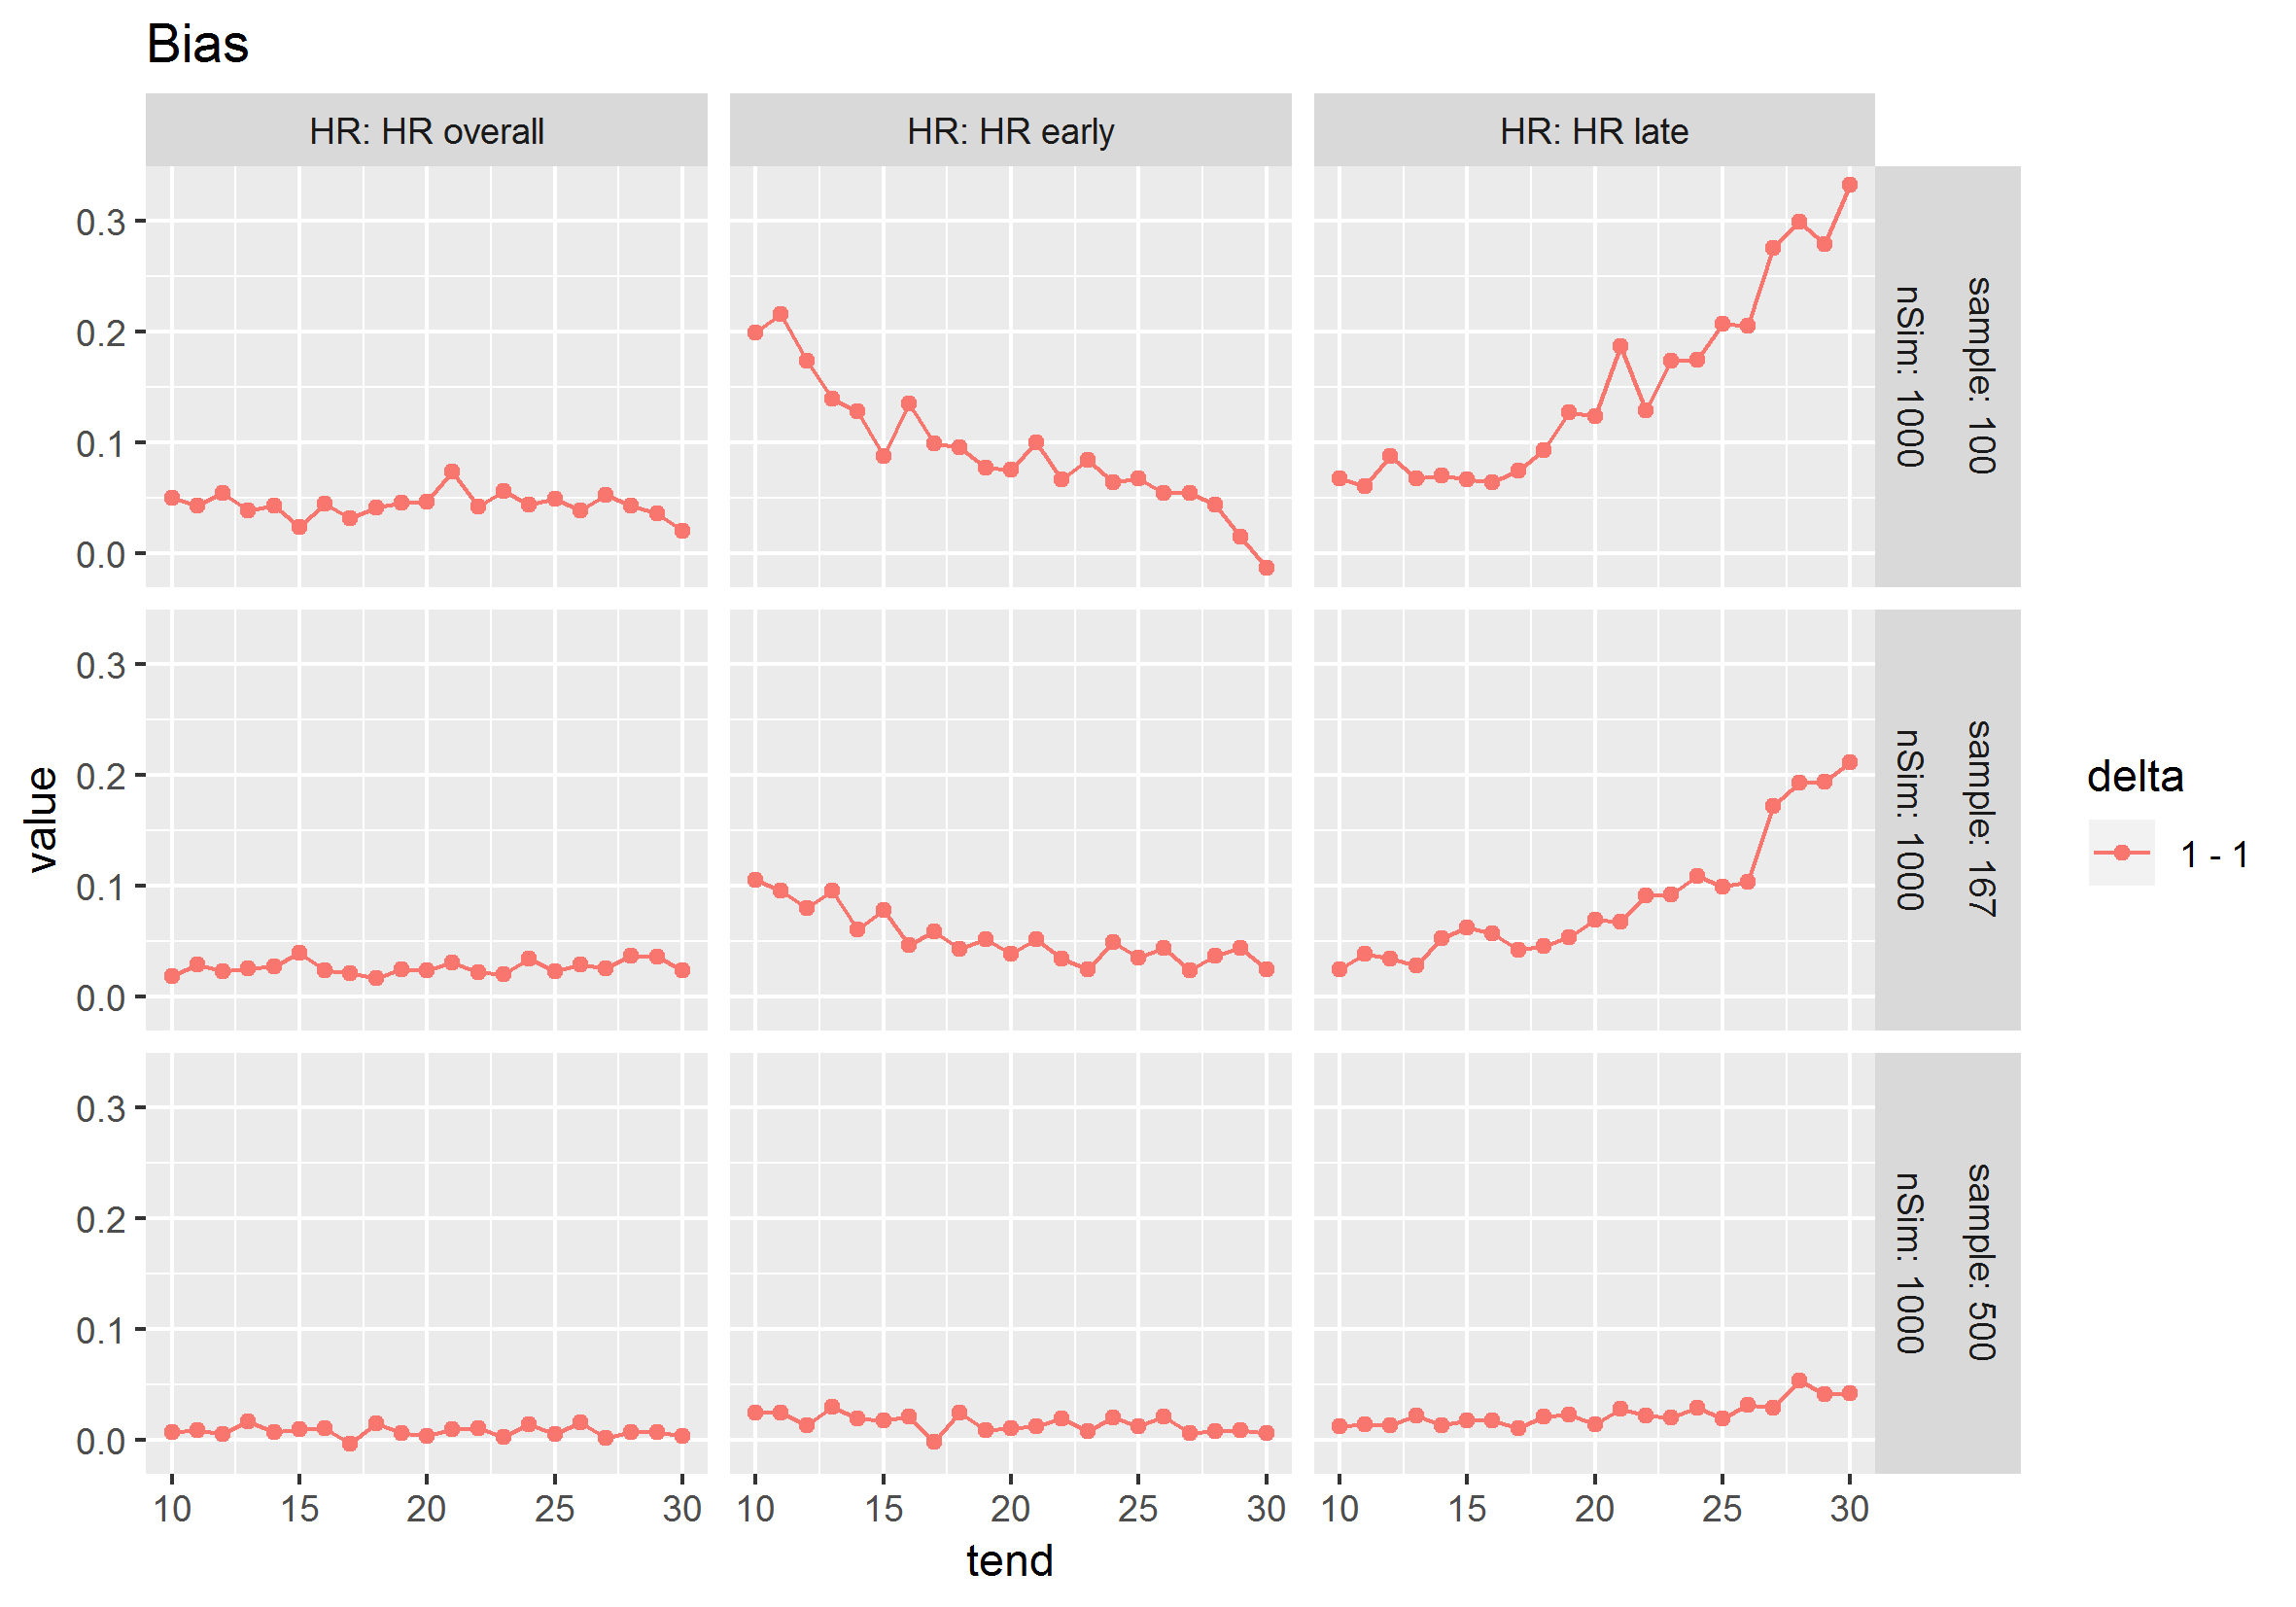 Bias
HR: HR overall
HR: HR early
HR: HR late
0.3
0.2
0.1
0.0
sample: 100
nSim: 1000
0.3
0.2
0.1
0.0
sample: 167
nSim: 1000
0.3
0.2
0.1
0.0
sample: 500
nSim: 1000
value
10 15 20 25 30
10 15 20 25 30
10 15 20 25 30
tend
delta
1 - 1